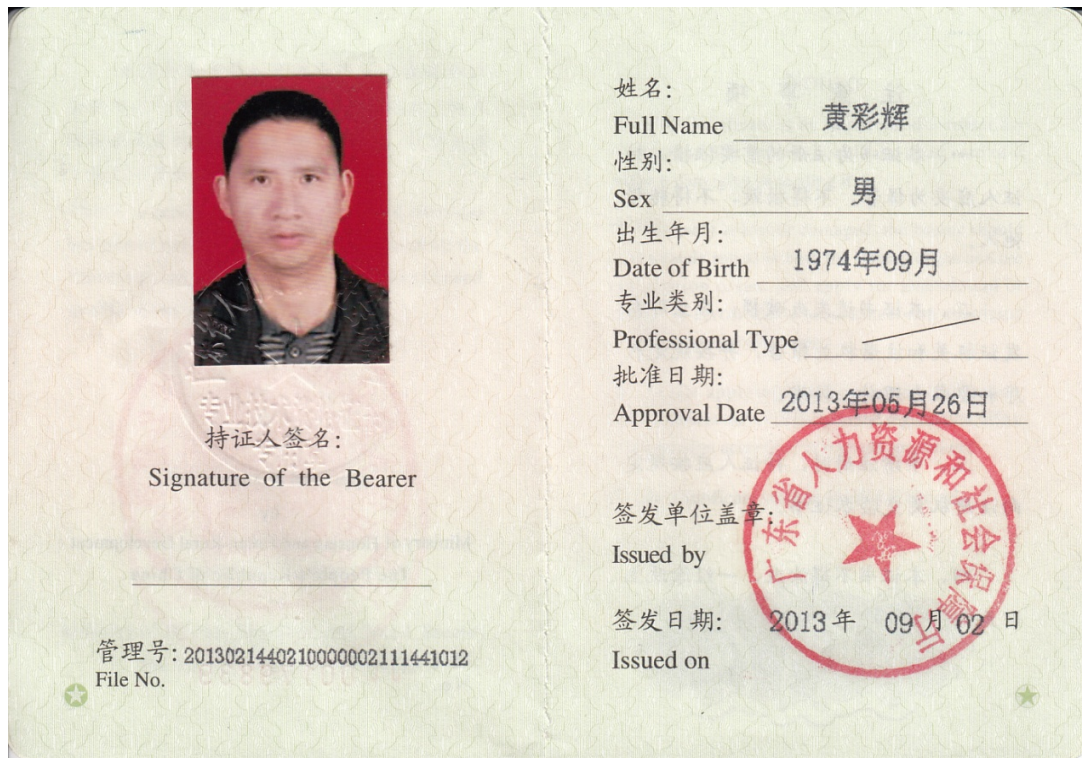 持证人签名:
Signature of the Bearer
管理号: 20130214402100000002111441012
File No.
姓名:
Full Name 黄彩辉
性别:
Sex 男
出生年月:
Date of Birth 1974年09月
专业类别:
Professional Type
批准日期:
Approval Date 2013年05月26日
签发单位盖章:
Issued by
广东省人力资源和社会保障厅
签发日期: 2013年 09月02日
Issued on